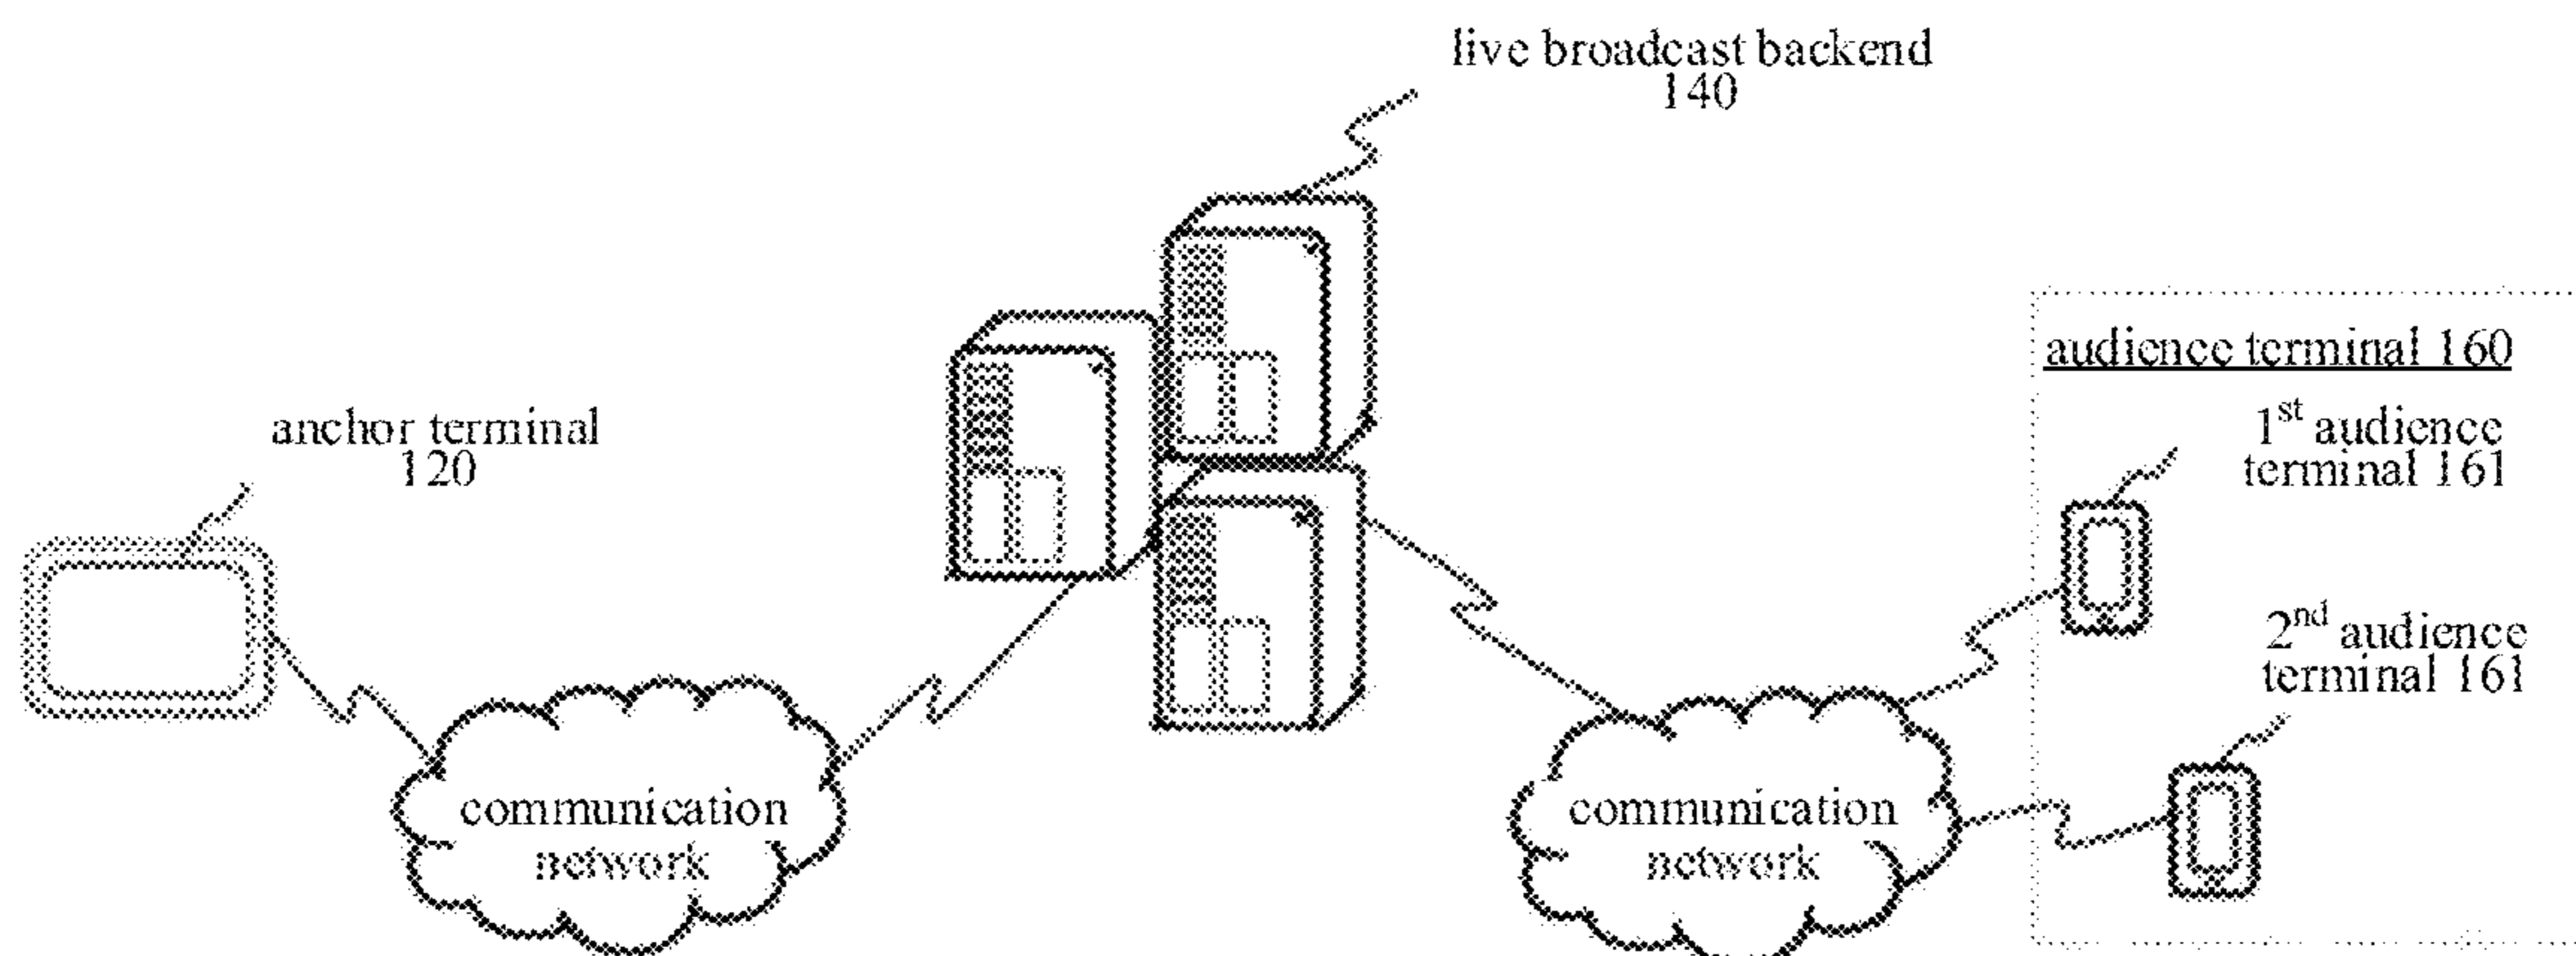 live broadcast backend
140
audience terminal 160
anchor terminal
120
1st audience
terminal 161
2nd audience
terminal 161
communication
network
communication
network